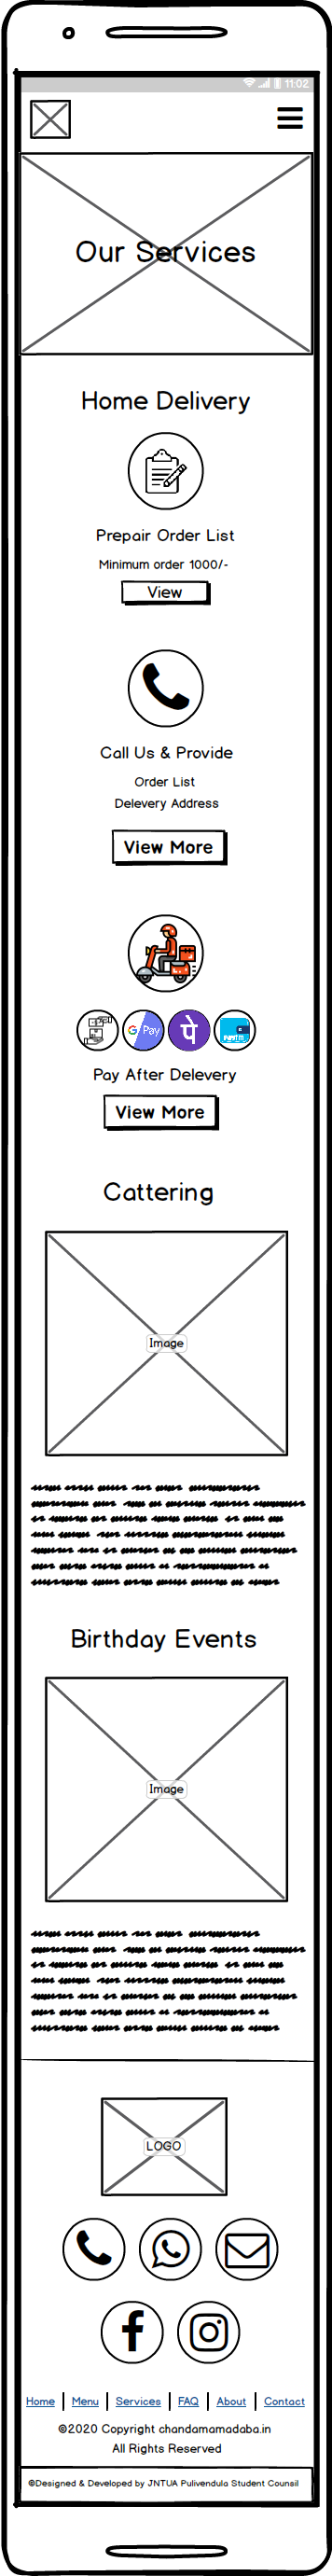 11:02
Our Services
Home Delivery
Prepair Order List
Minimum order 1000/-
View
Call Us & Provide
Order List
Delevery Address
View More
G Pay पे PAYTM
Pay After Delevery
View More
Cattering
Image
Birthday Events
Image
LOGO
Home | Menu | Services | FAQ | About | Contact
©2020 Copyright chandamamadaba.in
All Rights Reserved
©Designed & Developed by JNTUA Pulivendula Student Counsil